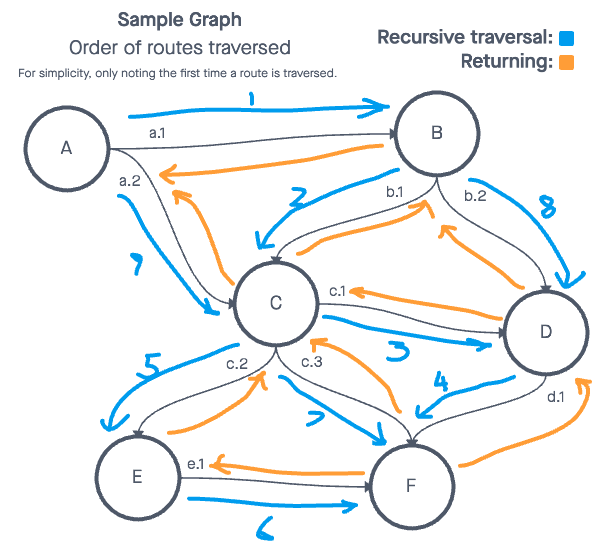 Sample Graph
Order of routes traversed
For simplicity, only noting the first time a route is traversed.
Recursive traversal:
Returning:
1
A
a.1
B
a.2
2
b.1
b.2
8
9
C
c.1
D
3
5
c.2
c.3
4
7
d.1
E
e.1
F
6